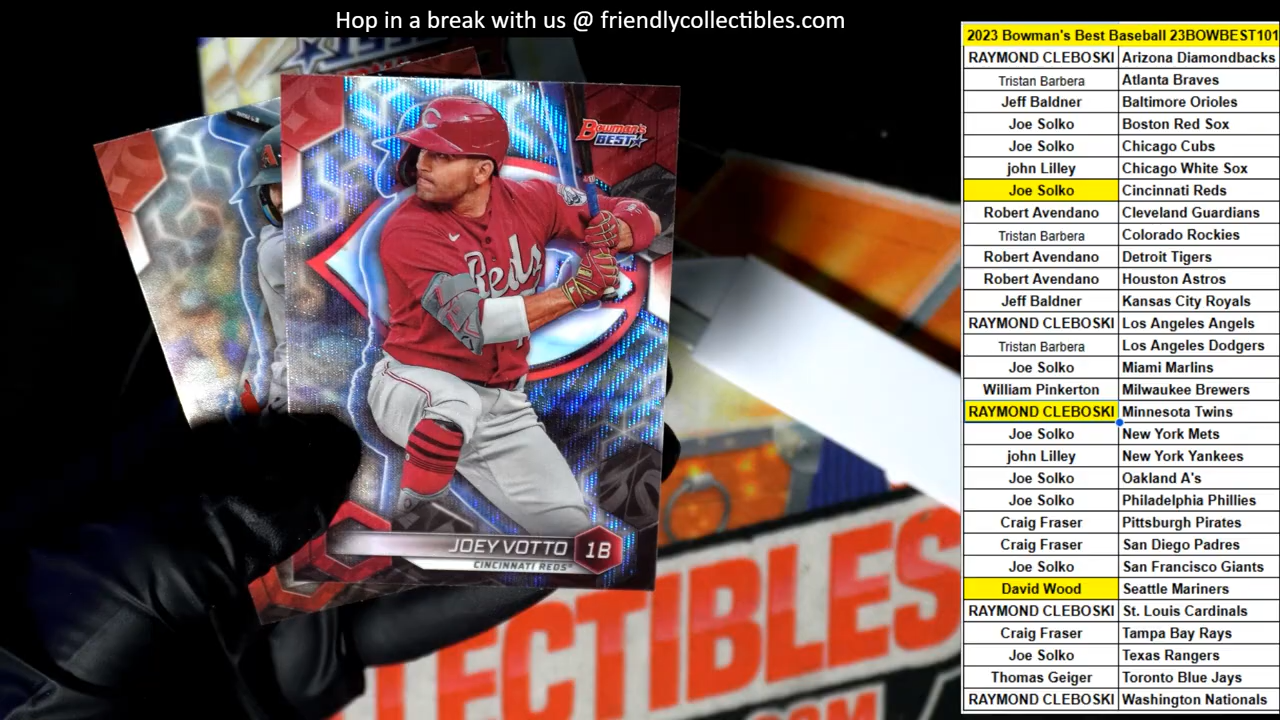 Hop in a break with us @ friendlycollectibles.com
2023 Bowman's Best Baseball 23BOWBEST101
RAYMOND CLEBOSKI Arizona Diamondbacks
Tristan Barbera Atlanta Braves
Jeff Baldner Baltimore Orioles
Joe Solko Boston Red Sox
Joe Solko Chicago Cubs
john Lilley Chicago White Sox
Joe Solko Cincinnati Reds
Robert Avendano Cleveland Guardians
Tristan Barbera Colorado Rockies
Robert Avendano Detroit Tigers
Robert Avendano Houston Astros
Jeff Baldner Kansas City Royals
RAYMOND CLEBOSKI Los Angeles Angels
Tristan Barbera Los Angeles Dodgers
Joe Solko Miami Marlins
William Pinkerton Milwaukee Brewers
RAYMOND CLEBOSKI Minnesota Twins
Joe Solko New York Mets
john Lilley New York Yankees
Joe Solko Oakland A's
Joe Solko Philadelphia Phillies
Craig Fraser Pittsburgh Pirates
Craig Fraser San Diego Padres
Joe Solko San Francisco Giants
David Wood Seattle Mariners
RAYMOND CLEBOSKI St. Louis Cardinals
Craig Fraser Tampa Bay Rays
Joe Solko Texas Rangers
Thomas Geiger Toronto Blue Jays
RAYMOND CLEBOSKI Washington Nationals
Bowman's
BEST
Reds
JOEY VOTTO 1B
CINCINNATI REDS
ECTIBLES
.COM